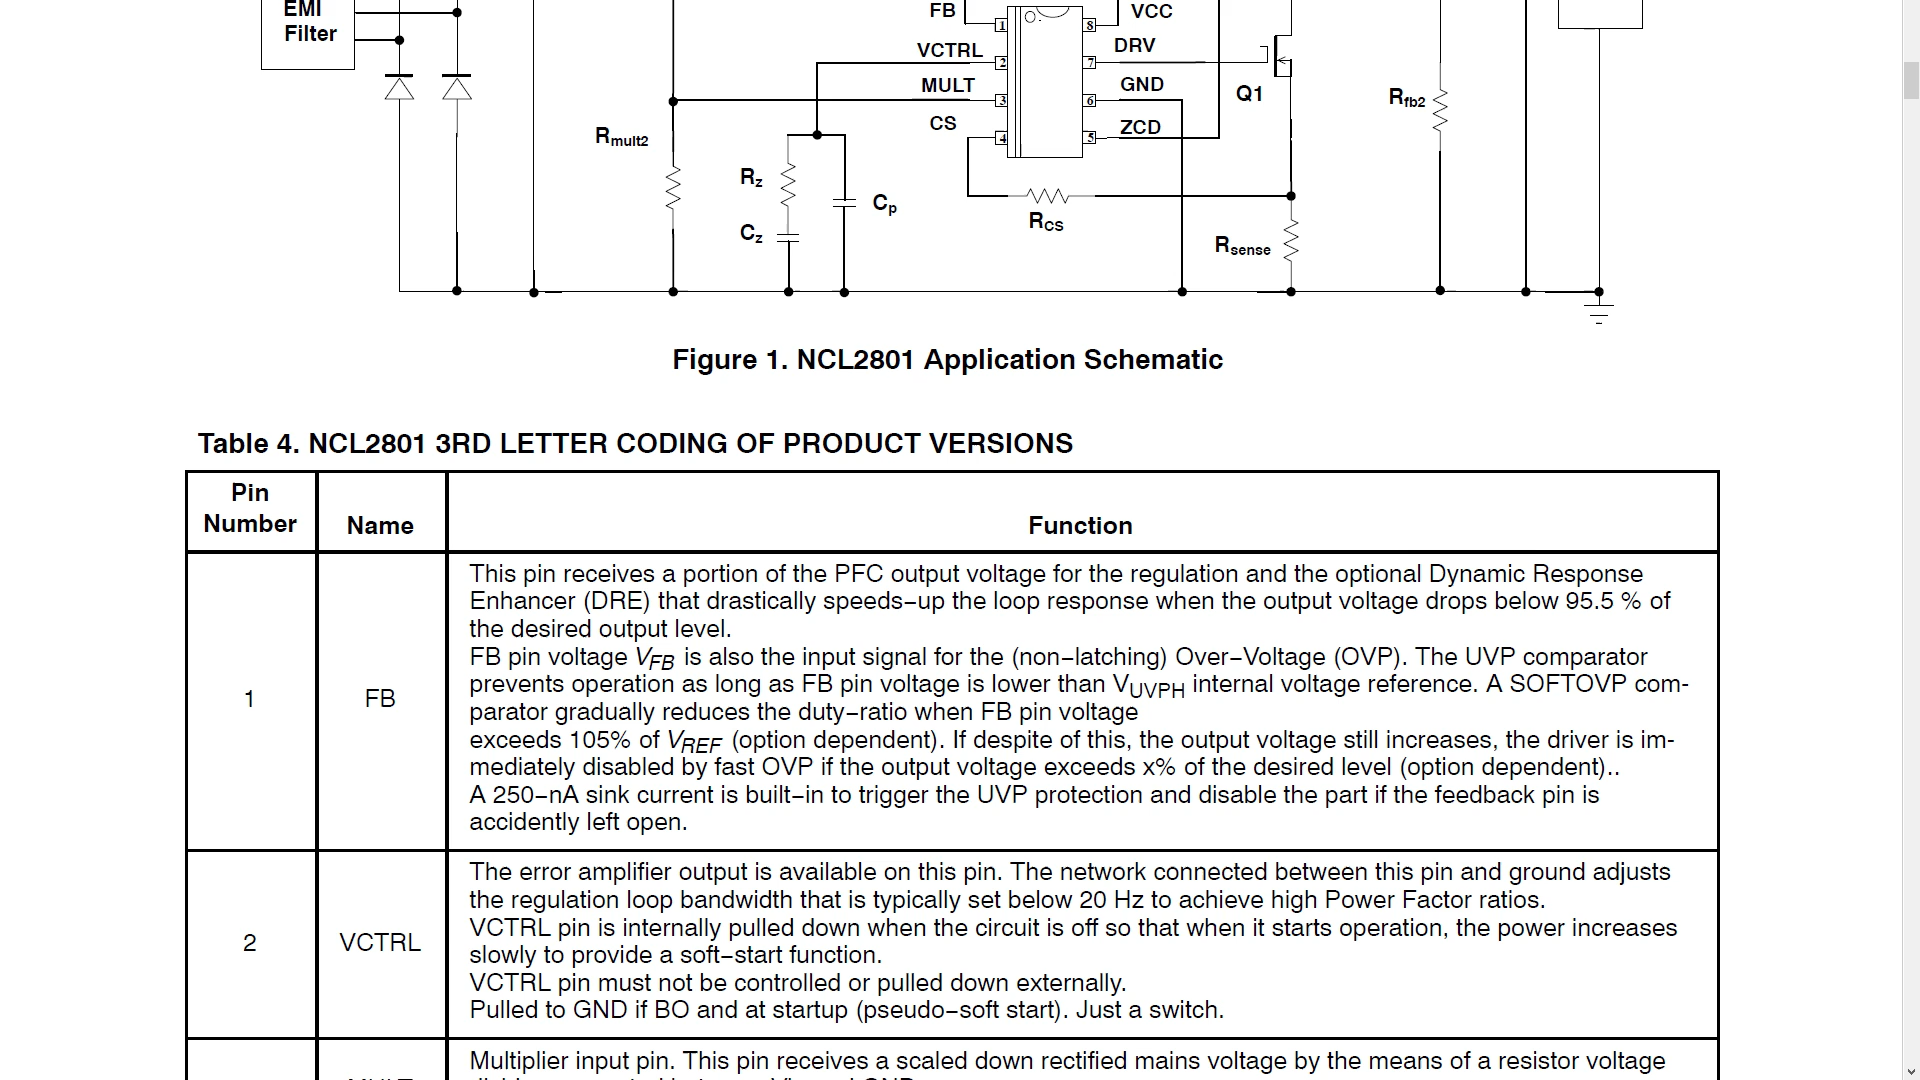 EMI
Filter
FB
VCC
1
8
VCTRL
DRV
2
7
MULT
GND
3
6
CS
ZCD
4
5
Q1
Rfb2
Rmult2
Rz
Cp
Cz
RCS
Rsense
Figure 1. NCL2801 Application Schematic
Table 4. NCL2801 3RD LETTER CODING OF PRODUCT VERSIONS
Pin
Number
Name
Function
1
FB
This pin receives a portion of the PFC output voltage for the regulation and the optional Dynamic Response
Enhancer (DRE) that drastically speeds−up the loop response when the output voltage drops below 95.5 % of
the desired output level.
FB pin voltage VFB is also the input signal for the (non−latching) Over−Voltage (OVP). The UVP comparator
prevents operation as long as FB pin voltage is lower than VUVPH internal voltage reference. A SOFTOVP com-
parator gradually reduces the duty−ratio when FB pin voltage
exceeds 105% of VREF (option dependent). If despite of this, the output voltage still increases, the driver is im-
mediately disabled by fast OVP if the output voltage exceeds x% of the desired level (option dependent)..
A 250−nA sink current is built−in to trigger the UVP protection and disable the part if the feedback pin is
accidently left open.
2
VCTRL
The error amplifier output is available on this pin. The network connected between this pin and ground adjusts
the regulation loop bandwidth that is typically set below 20 Hz to achieve high Power Factor ratios.
VCTRL pin is internally pulled down when the circuit is off so that when it starts operation, the power increases
slowly to provide a soft−start function.
VCTRL pin must not be controlled or pulled down externally.
Pulled to GND if BO and at startup (pseudo−soft start). Just a switch.
Multiplier input pin. This pin receives a scaled down rectified mains voltage by the means of a resistor voltage